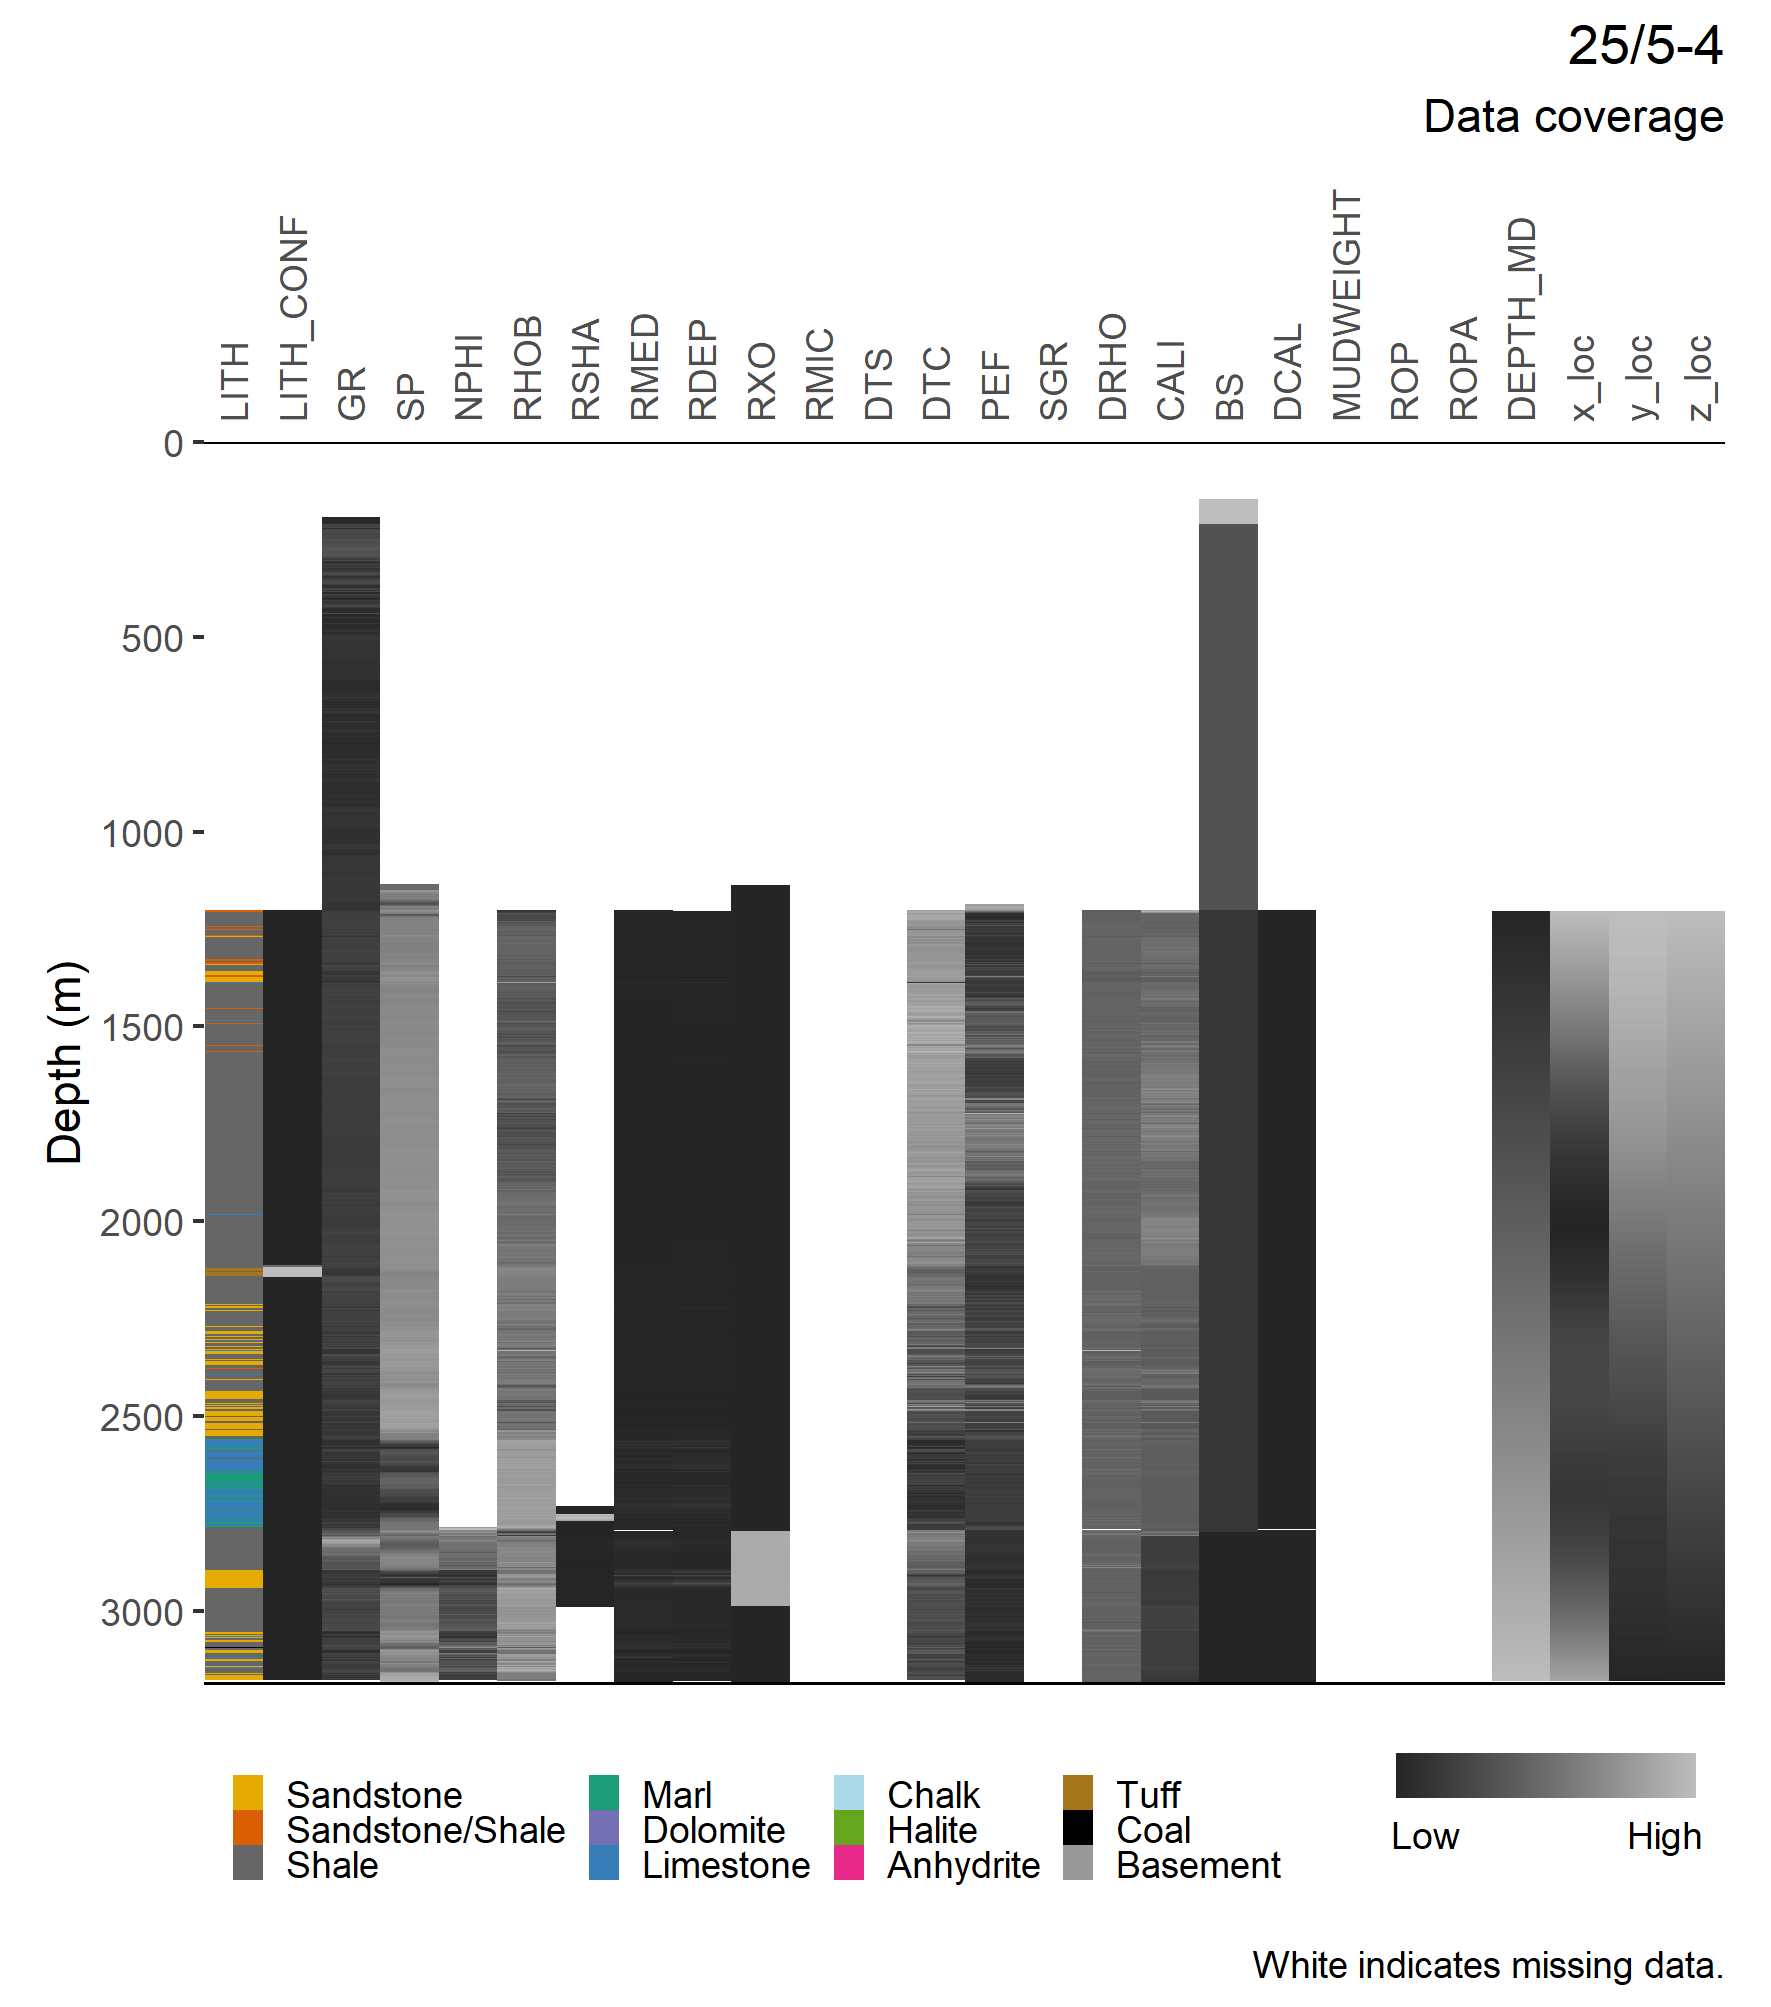 25/5-4
Data coverage
LITH
LITH_CONF
GR
SP
NPHI
RHOB
RSHA
RMED
RDEP
RXO
RMIC
DTS
DTC
PEF
SGR
DRHO
CALI
BS
DCAL
MUDWEIGHT
ROP
ROPA
DEPTH_MD
x_loc
y_loc
z_loc
Depth (m)
0
500
1000
1500
2000
2500
3000
Sandstone
Sandstone/Shale
Shale
Marl
Dolomite
Limestone
Chalk
Halite
Anhydrite
Tuff
Coal
Basement
Low High
White indicates missing data.